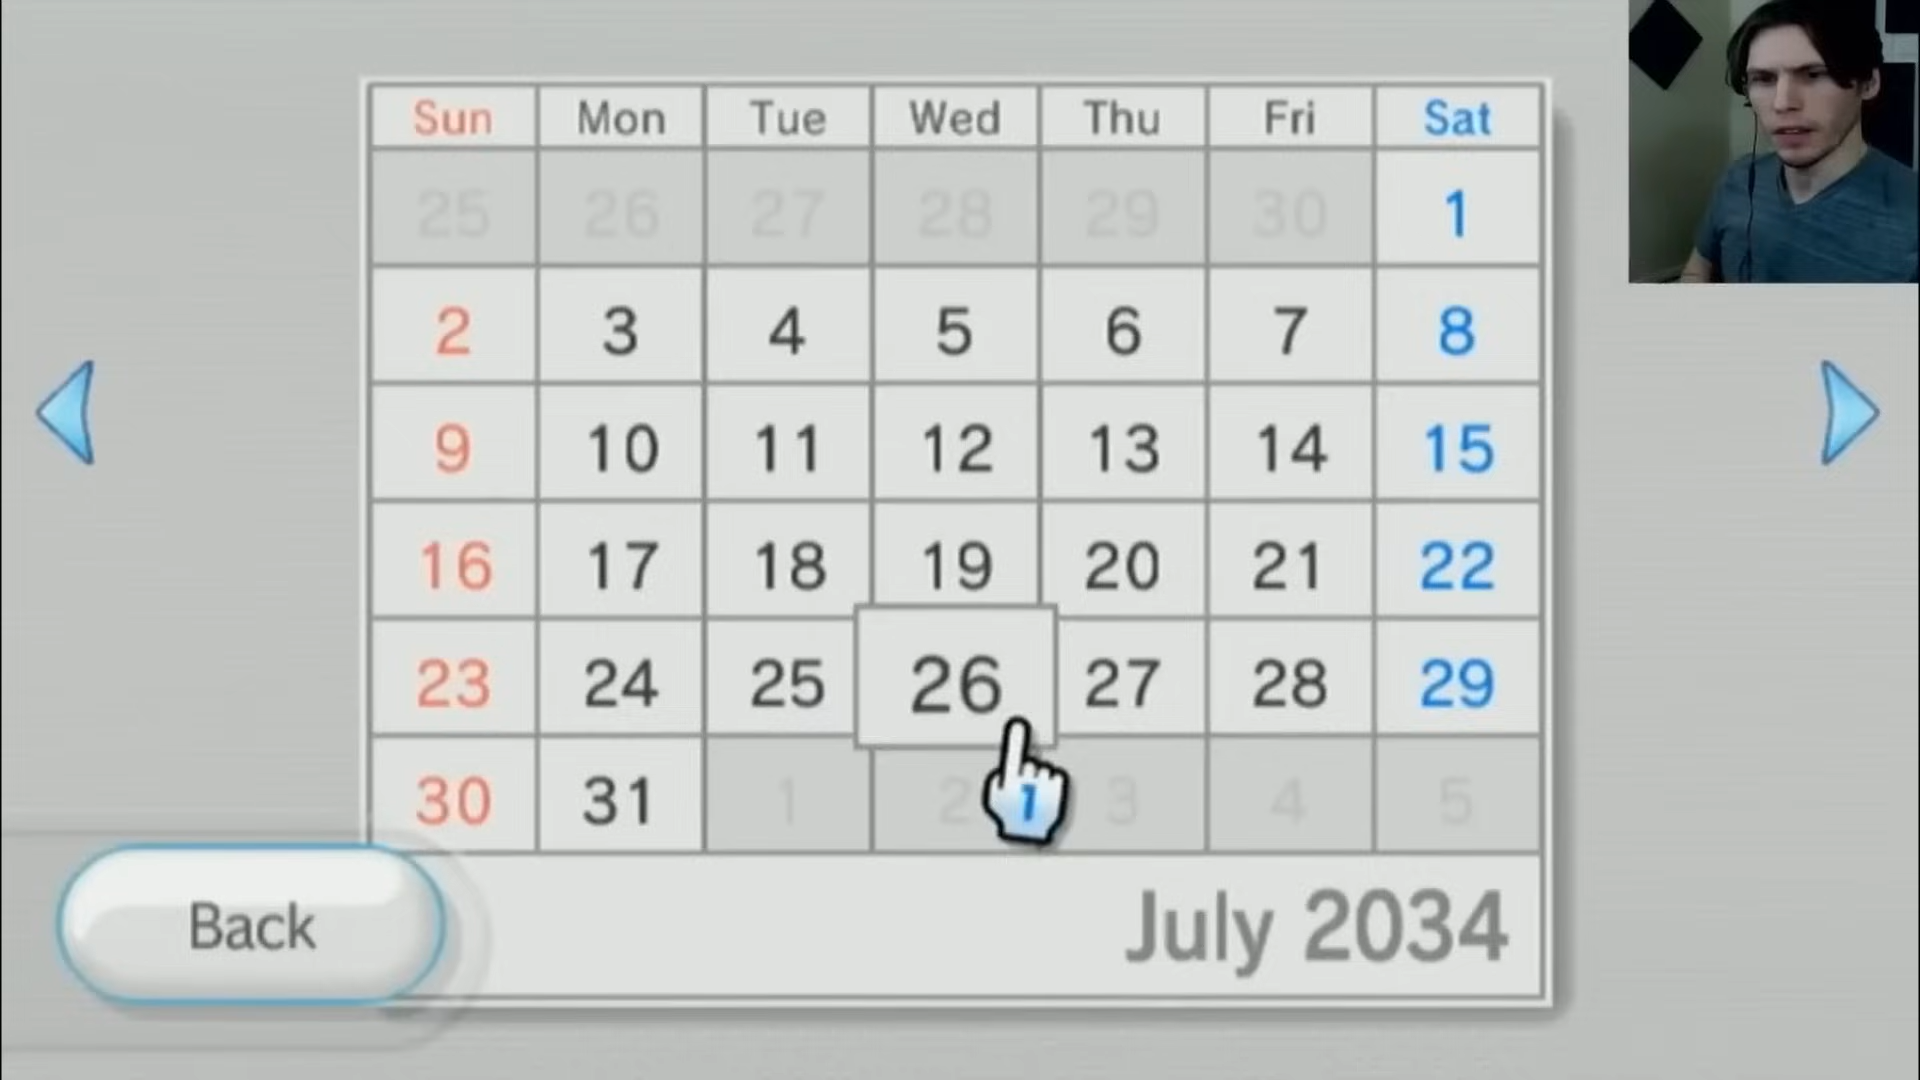 Sun Mon Tue Wed Thu Fri Sat
25 26 27 28 29 30 1
2 3 4 5 6 7 8
9 10 11 12 13 14 15
16 17 18 19 20 21 22
23 24 25 26 27 28 29
30 31 1 2 3 4 5
1
July 2034
Back